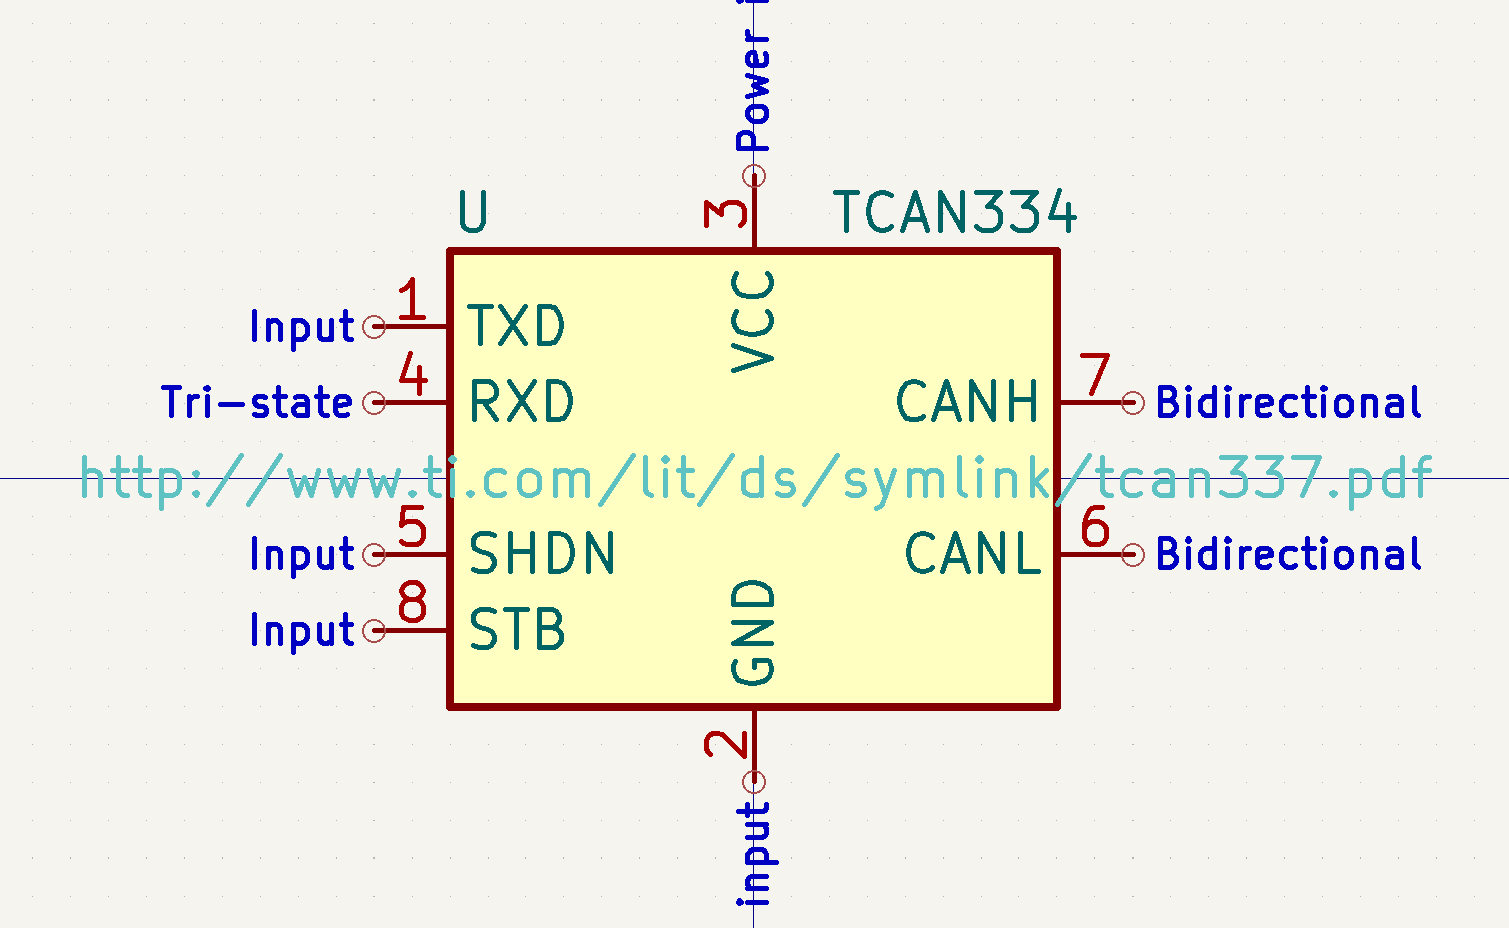 Power
U
3
TCAN334
VCC
1
Input
TXD
4
Tri-state
RXD
CANH
7
Bidirectional
http://www.ti.com/lit/ds/symlink/tcan337.pdf
5
Input
SHDN
CANL
6
Bidirectional
8
Input
STB
GND
2
input